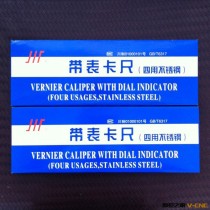 JIF
带表卡尺（四用不锈钢）
VERNIER CALIPER WITH DIAL INDICATOR
(FOUR USAGES,STAINLESS STEEL)
带表卡尺（四用不锈钢）
VERNIER CALIPER WITH DIAL INDICATOR
(FOUR USAGES,STAINLESS STEEL)